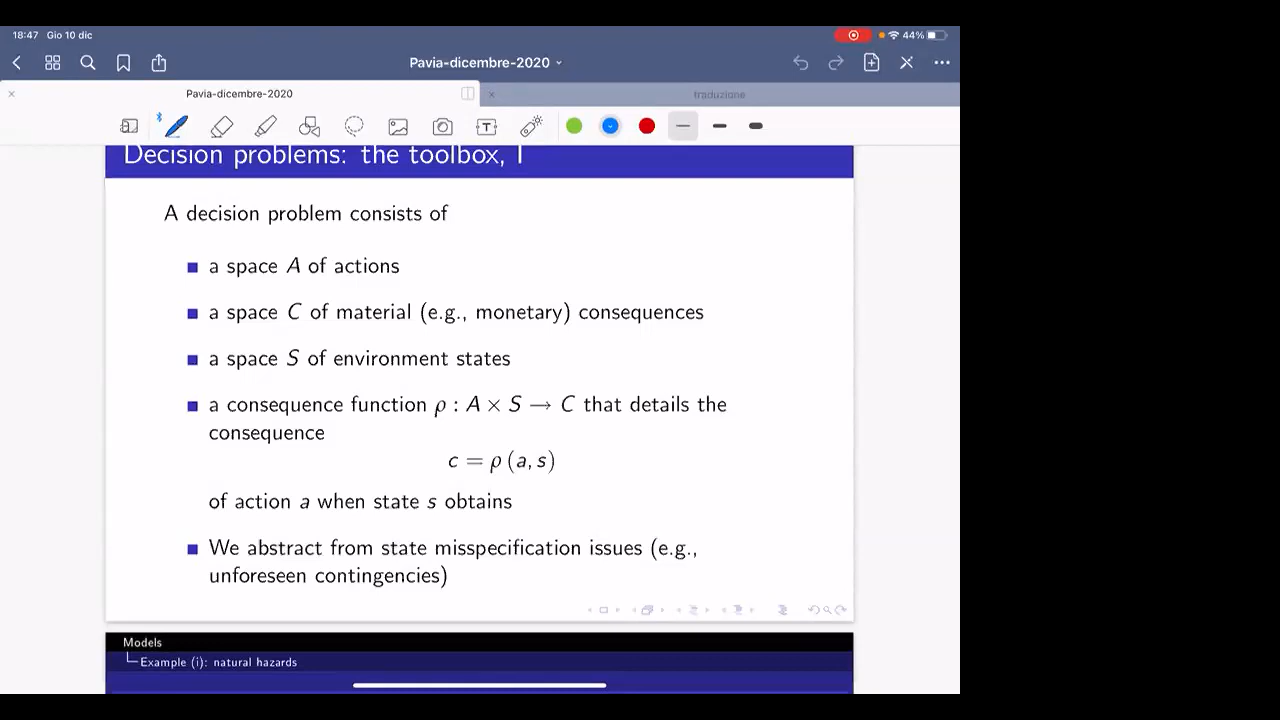 18:47 Gio 10 dic
44%
Pavia-dicembre-2020
Pavia-dicembre-2020
traduzione
Decision problems: the toolbox, I
A decision problem consists of
a space A of actions
a space C of material (e.g., monetary) consequences
a space S of environment states
a consequence function ρ : A × S → C that details the
consequence
c = ρ (a, s)
of action a when state s obtains
We abstract from state misspecification issues (e.g.,
unforeseen contingencies)
Models
Example (i): natural hazards